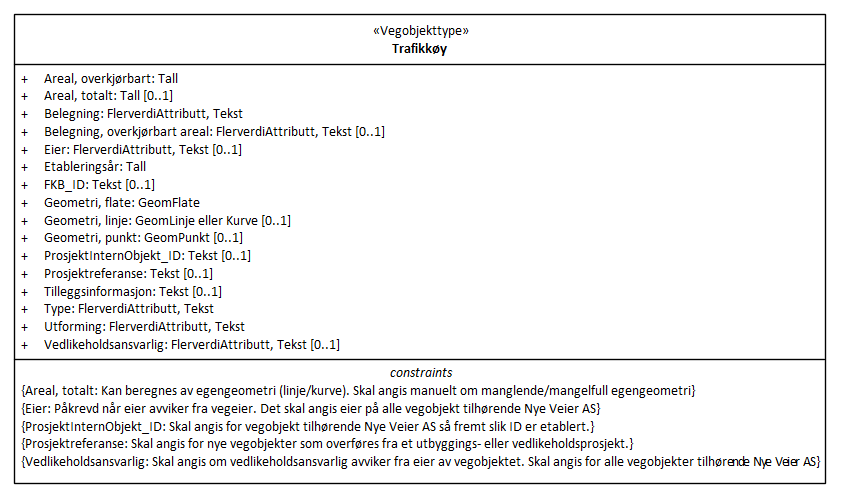 «Vegobjekttype»
Trafikkøy
+ Areal, overkjørbart: Tall
+ Areal, totalt: Tall [0..1]
+ Belegning: FlerverdiAttributt, Tekst
+ Belegning, overkjørbart areal: FlerverdiAttributt, Tekst [0..1]
+ Eier: FlerverdiAttributt, Tekst [0..1]
+ Etableringsår: Tall
+ FKB_ID: Tekst [0..1]
+ Geometri, flate: GeomFlate
+ Geometri, linje: GeomLinje eller Kurve [0..1]
+ Geometri, punkt: GeomPunkt [0..1]
+ ProsjektInternObjekt_ID: Tekst [0..1]
+ Prosjektreferanse: Tekst [0..1]
+ Tilleggsinformasjon: Tekst [0..1]
+ Type: FlerverdiAttributt, Tekst
+ Utforming: FlerverdiAttributt, Tekst
+ Vedlikeholdsansvarlig: FlerverdiAttributt, Tekst [0..1]
constraints
{Areal, totalt: Kan beregnes av egengeometri (linje/kurve). Skal angis manuelt om manglende/mangelfull egengeometri}
{Eier: Påkrevd når eier avviker fra vegeier. Det skal angis eier på alle vegobjekt tilhørende Nye Veier AS}
{ProsjektInternObjekt_ID: Skal angis for vegobjekt tilhørende Nye Veier AS så fremt slik ID er etablert.}
{Prosjektreferanse: Skal angis for nye vegobjekter som overføres fra et utbyggings- eller vedlikeholdsprosjekt.}
{Vedlikeholdsansvarlig: Skal angis om vedlikeholdsansvarlig avviker fra eier av vegobjektet. Skal angis for alle vegobjekter tilhørende Nye Veier AS}